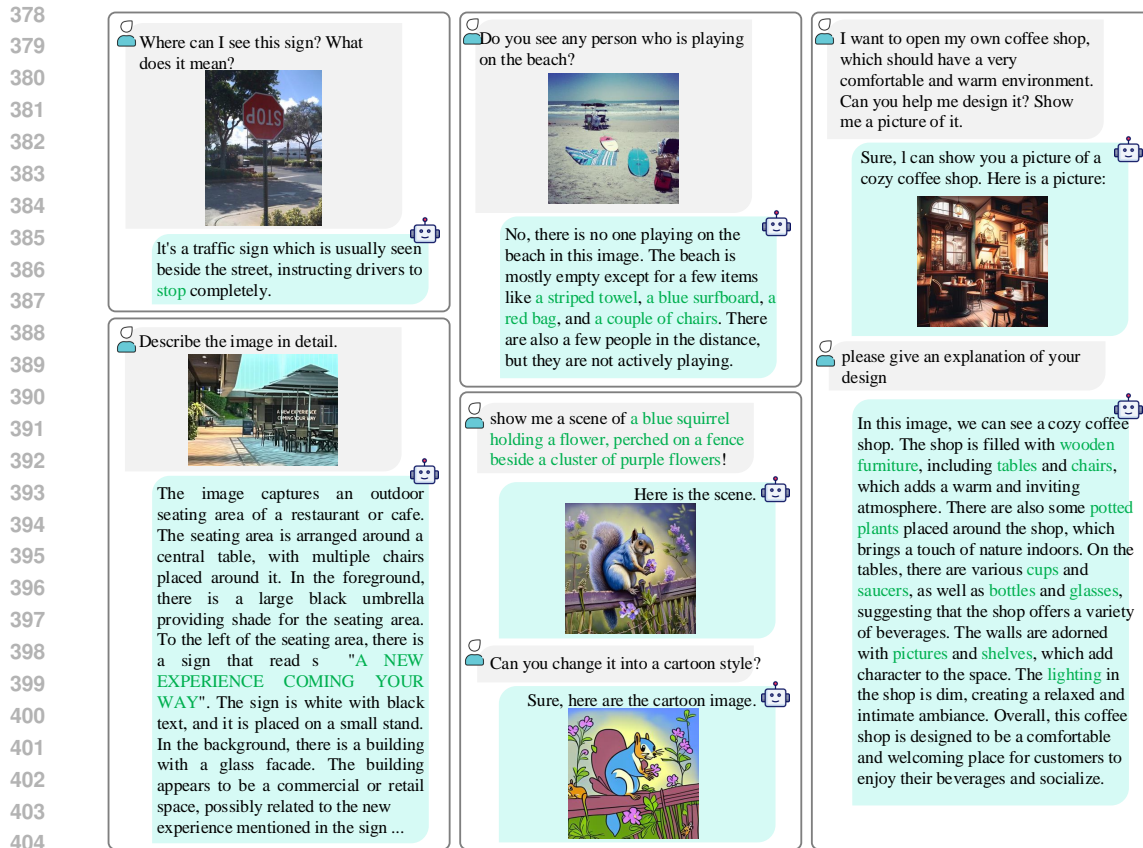 378
379
380
381
382
383
384
385
386
387
388
389
390
391
392
393
394
395
396
397
398
399
400
401
402
403
404
Where can I see this sign? What
does it mean?
STOP
It's a traffic sign which is usually seen
beside the street, instructing drivers to
stop completely.
Describe the image in detail.
A NEW EXPERIENCE
COMING YOUR WAY
The image captures an outdoor
seating area of a restaurant or cafe.
The seating area is arranged around a
central table, with multiple chairs
placed around it. In the foreground,
there is a large black umbrella
providing shade for the seating area.
To the left of the seating area, there is
a sign that read s "A NEW
EXPERIENCE COMING YOUR
WAY". The sign is white with black
text, and it is placed on a small stand.
In the background, there is a building
with a glass facade. The building
appears to be a commercial or retail
space, possibly related to the new
experience mentioned in the sign ...
Do you see any person who is playing
on the beach?
No, there is no one playing on the
beach in this image. The beach is
mostly empty except for a few items
like a striped towel, a blue surfboard, a
red bag, and a couple of chairs. There
are also a few people in the distance,
but they are not actively playing.
show me a scene of a blue squirrel
holding a flower, perched on a fence
beside a cluster of purple flowers!
Here is the scene.
Can you change it into a cartoon style?
Sure, here are the cartoon image.
I want to open my own coffee shop,
which should have a very
comfortable and warm environment.
Can you help me design it? Show
me a picture of it.
Sure, l can show you a picture of a
cozy coffee shop. Here is a picture:
please give an explanation of your
design
In this image, we can see a cozy coffee
shop. The shop is filled with wooden
furniture, including tables and chairs,
which adds a warm and inviting
atmosphere. There are also some potted
plants placed around the shop, which
brings a touch of nature indoors. On the
tables, there are various cups and
saucers, as well as bottles and glasses,
suggesting that the shop offers a variety
of beverages. The walls are adorned
with pictures and shelves, which add
character to the space. The lighting in
the shop is dim, creating a relaxed and
intimate ambiance. Overall, this coffee
shop is designed to be a comfortable
and welcoming place for customers to
enjoy their beverages and socialize.